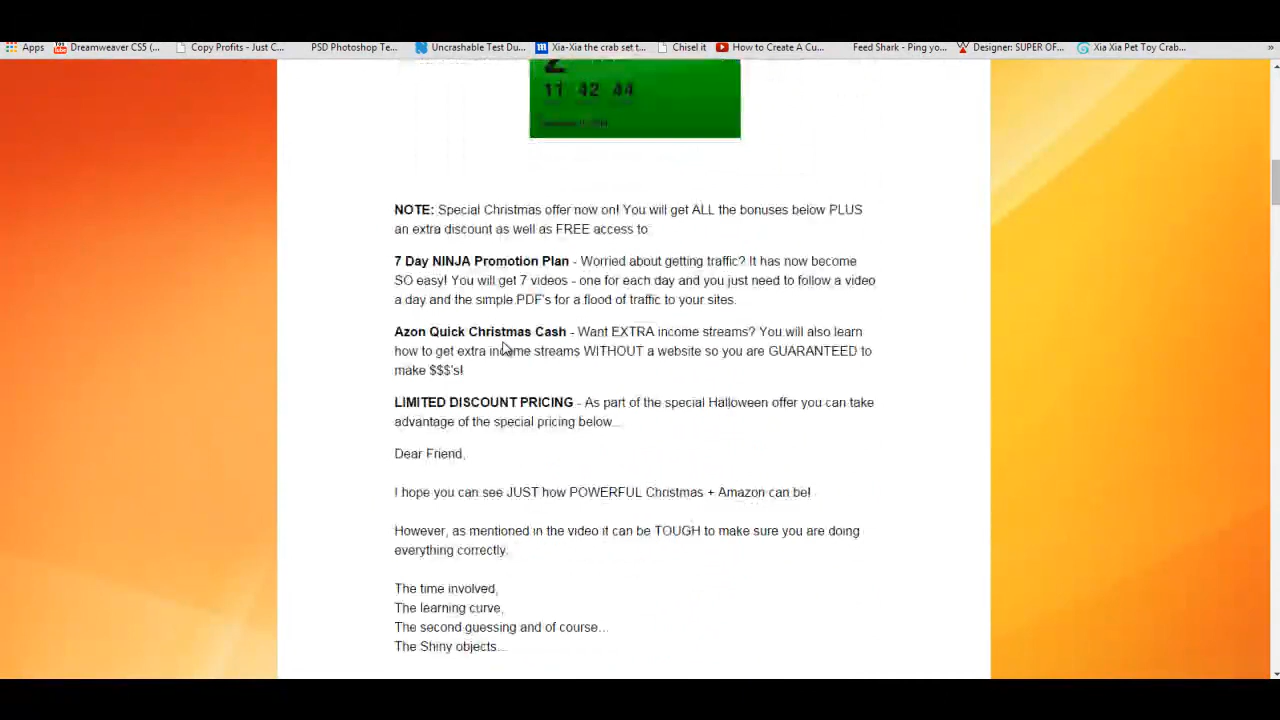 Apps Dreamweaver CS5 (... Copy Profits - Just C... PSD Photoshop Te... Uncrashable Test Du... Xia-Xia the crab set t... Chisel it How to Create A Cu... Feed Shark - Ping yo... Designer: SUPER OF... Xia Xia Pet Toy Crab... »
11 42 44
NOTE: Special Christmas offer now on! You will get ALL the bonuses below PLUS
an extra discount as well as FREE access to:
7 Day NINJA Promotion Plan - Worried about getting traffic? It has now become
SO easy! You will get 7 videos - one for each day and you just need to follow a video
a day and the simple PDF's for a flood of traffic to your sites.
Azon Quick Christmas Cash - Want EXTRA income streams? You will also learn
how to get extra income streams WITHOUT a website so you are GUARANTEED to
make $$$'s!
LIMITED DISCOUNT PRICING - As part of the special Halloween offer you can take
advantage of the special pricing below...
Dear Friend,
I hope you can see JUST how POWERFUL Christmas + Amazon can be!
However, as mentioned in the video it can be TOUGH to make sure you are doing
everything correctly.
The time involved,
The learning curve,
The second guessing and of course...
The Shiny objects...